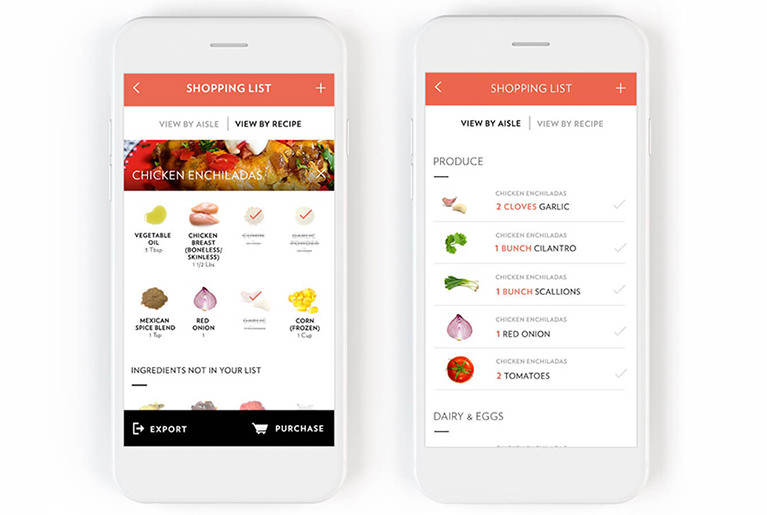 SHOPPING LIST
+
VIEW BY AISLE | VIEW BY RECIPE
CHICKEN ENCHILADAS
VEGETABLE
OIL
1 Tbsp
CHICKEN
BREAST
(BONELESS/
SKINLESS)
1 1/2 Lbs
CUMIN
GARLIC
POWDER
MEXICAN
SPICE BLEND
1 Tsp
RED
ONION
1
GARLIC
CORN
(FROZEN)
1 Cup
INGREDIENTS NOT IN YOUR LIST
EXPORT
PURCHASE
SHOPPING LIST
+
VIEW BY AISLE | VIEW BY RECIPE
PRODUCE
CHICKEN ENCHILADAS
2 CLOVES GARLIC
CHICKEN ENCHILADAS
1 BUNCH CILANTRO
CHICKEN ENCHILADAS
1 BUNCH SCALLIONS
CHICKEN ENCHILADAS
1 RED ONION
CHICKEN ENCHILADAS
2 TOMATOES
DAIRY & EGGS